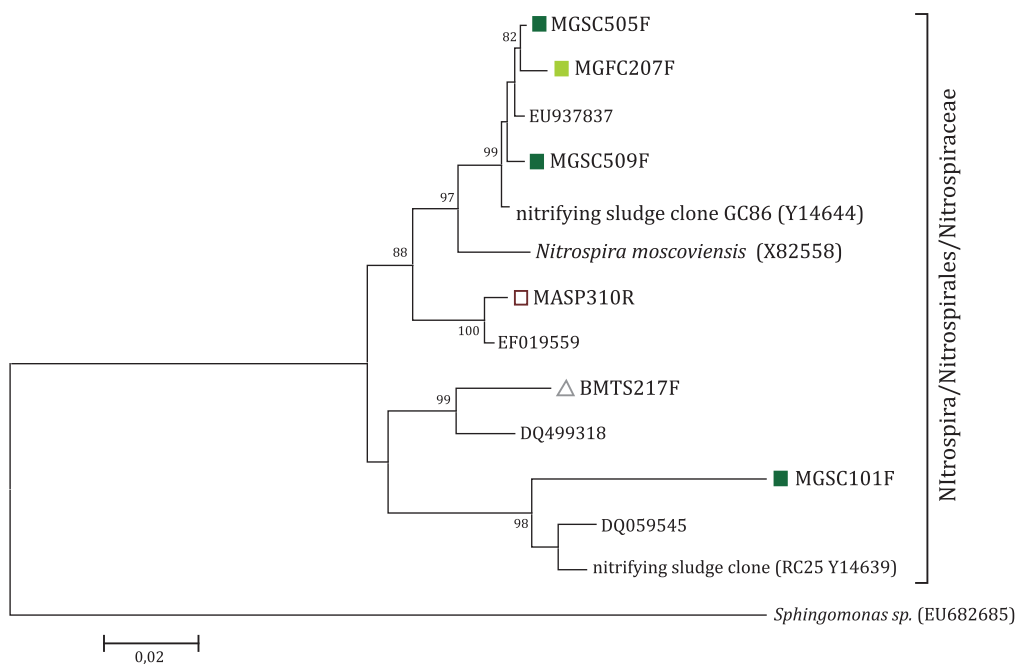 82
MGSC505F
MGFC207F
EU937837
99
MGSC509F
97
nitrifying sludge clone GC86 (Y14644)
88
Nitrospira moscoviensis (X82558)
MASP310R
100
EF019559
BMTS217F
99
DQ499318
MGSC101F
98
DQ059545
nitrifying sludge clone (RC25 Y14639)
Sphingomonas sp. (EU682685)
0,02
NItrospira/Nitrospirales/Nitrospiraceae